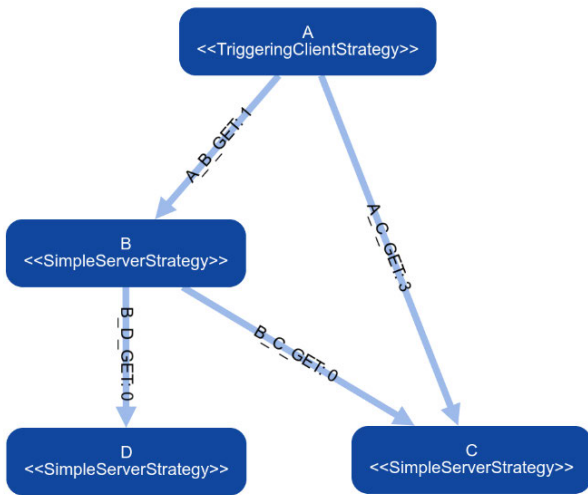 A
<<TriggeringClientStrategy>>
A_B_GET: 1
A_C_GET: 3
B
<<SimpleServerStrategy>>
B_D_GET: 0
B_C_GET: 0
D
<<SimpleServerStrategy>>
C
<<SimpleServerStrategy>>